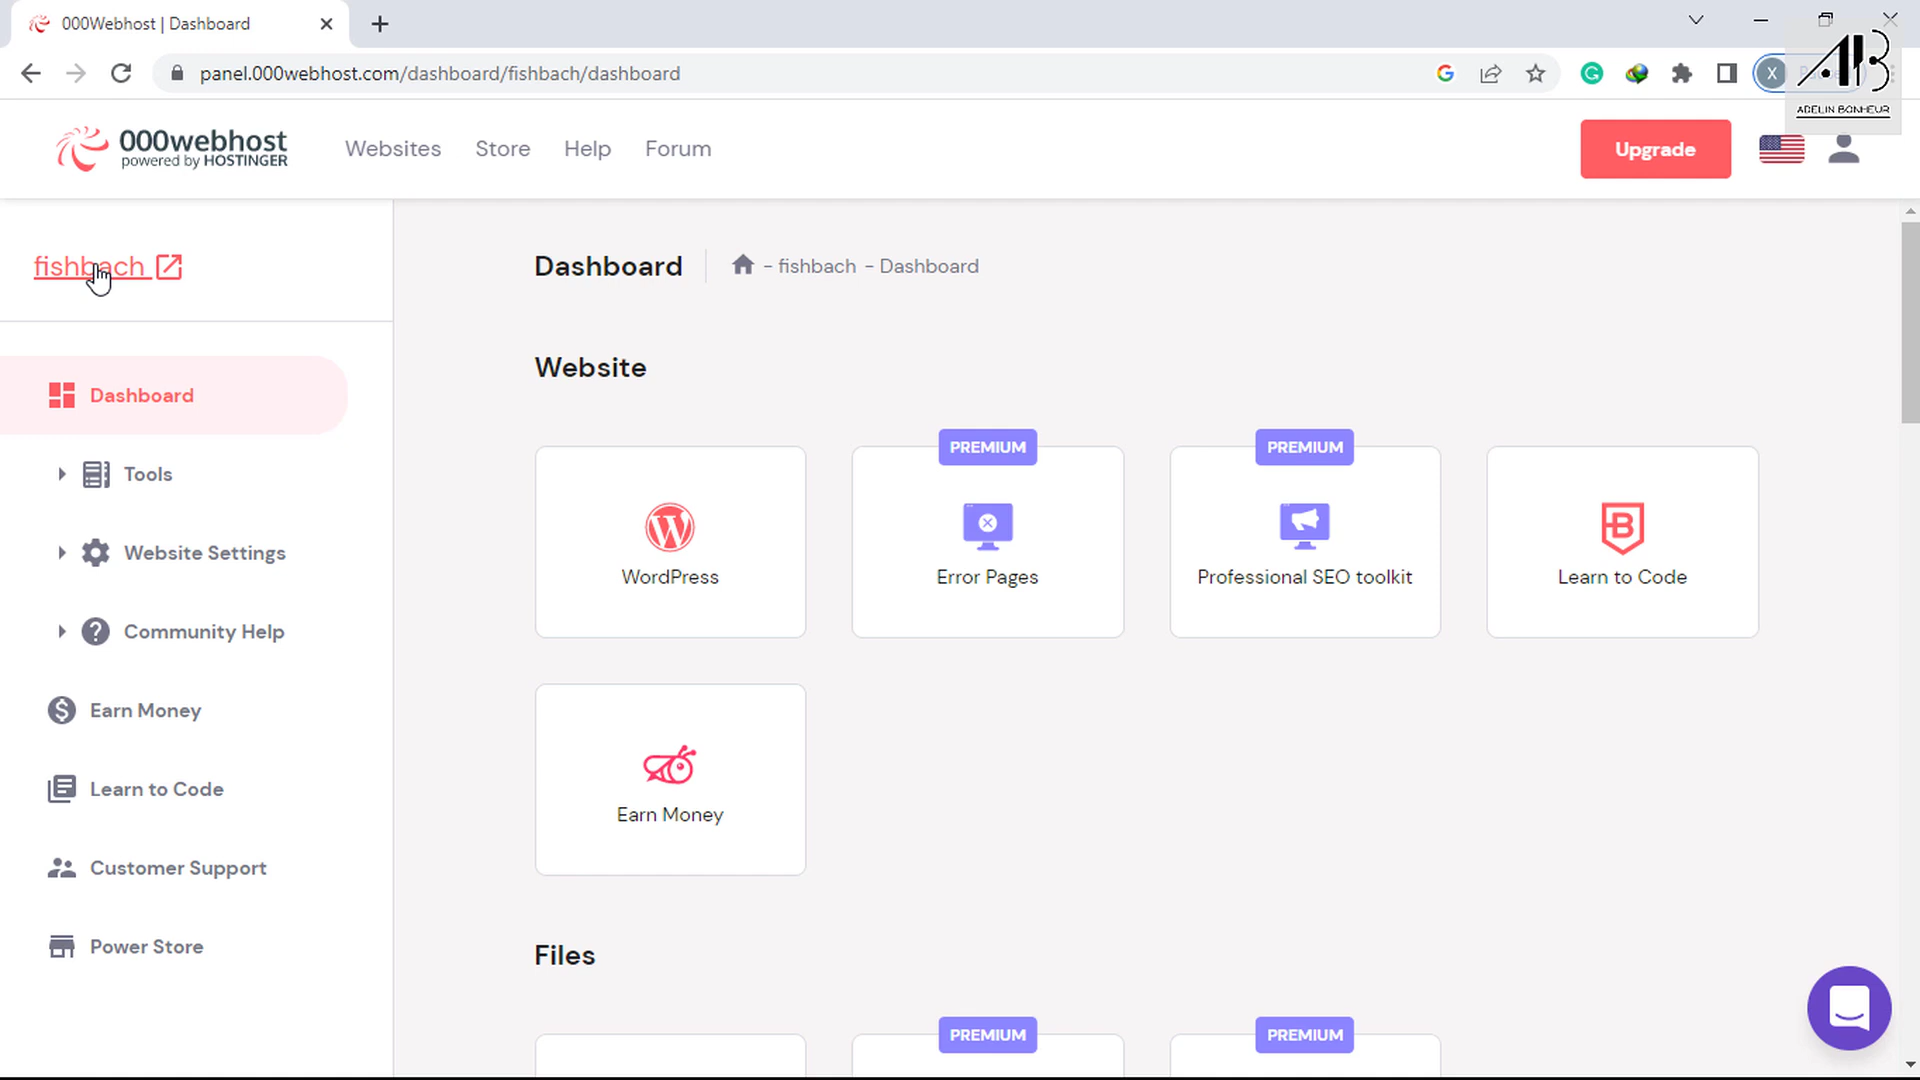 000Webhost | Dashboard
panel.000webhost.com/dashboard/fishbach/dashboard
X
ADELIN BONHEUR
000webhost
powered by HOSTINGER
Websites
Store
Help
Forum
Upgrade
fishbach
Dashboard
- fishbach - Dashboard
Dashboard
Tools
Website Settings
Community Help
Earn Money
Learn to Code
Customer Support
Power Store
Website
WordPress
PREMIUM
Error Pages
PREMIUM
Professional SEO toolkit
Learn to Code
Earn Money
Files
PREMIUM
PREMIUM